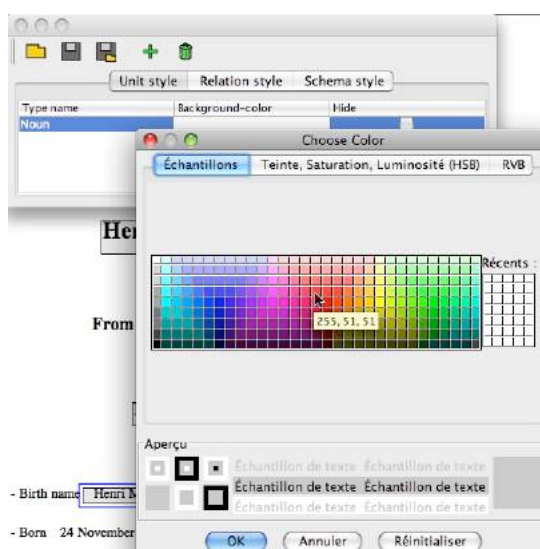 Unit style Relation style Schema style
Type name Background-color Hide
Noun
Choose Color
Échantillons Teinte, Saturation, Luminosité (HSB) RVB
Récents :
255, 51, 51
From
Aperçu
Échantillon de texte Échantillon de texte
Échantillon de texte Échantillon de texte
Échantillon de texte Échantillon de texte
- Birth name Henri
- Born 24 November
OK Annuler Réinitialiser